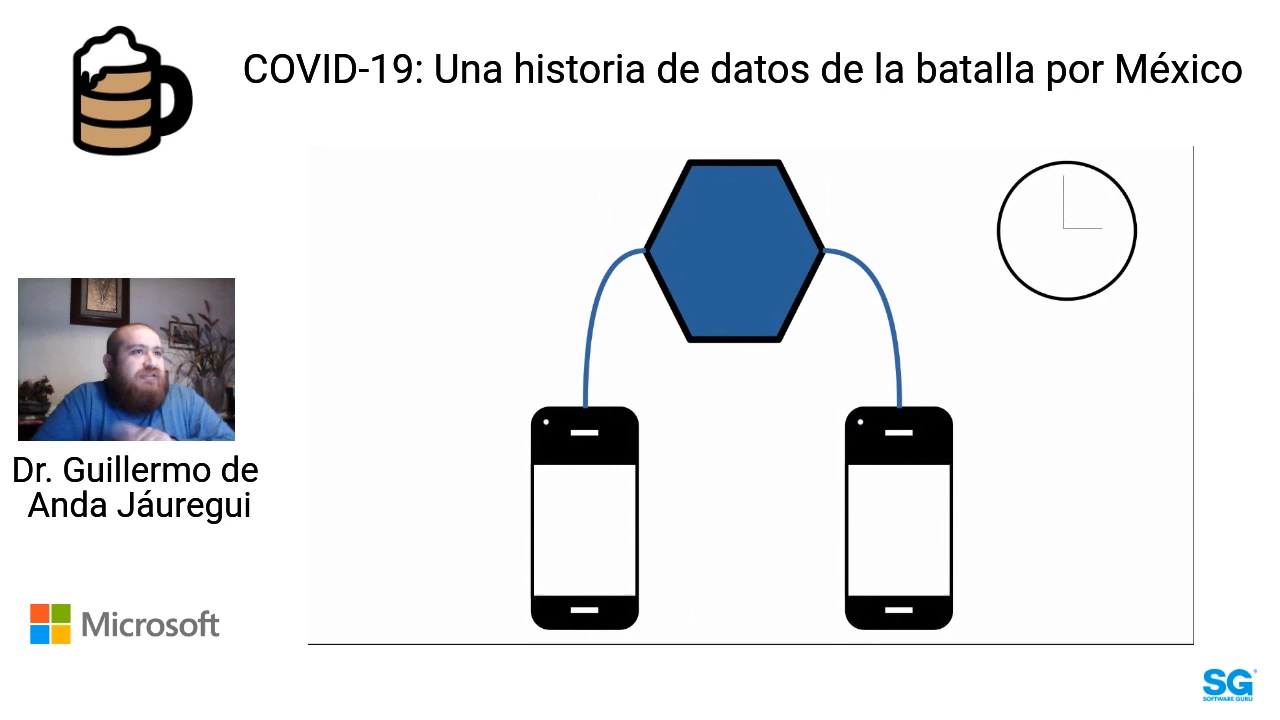 COVID-19: Una historia de datos de la batalla por México
Dr. Guillermo de
Anda Jáuregui
Microsoft
SG
SOFTWARE GURU